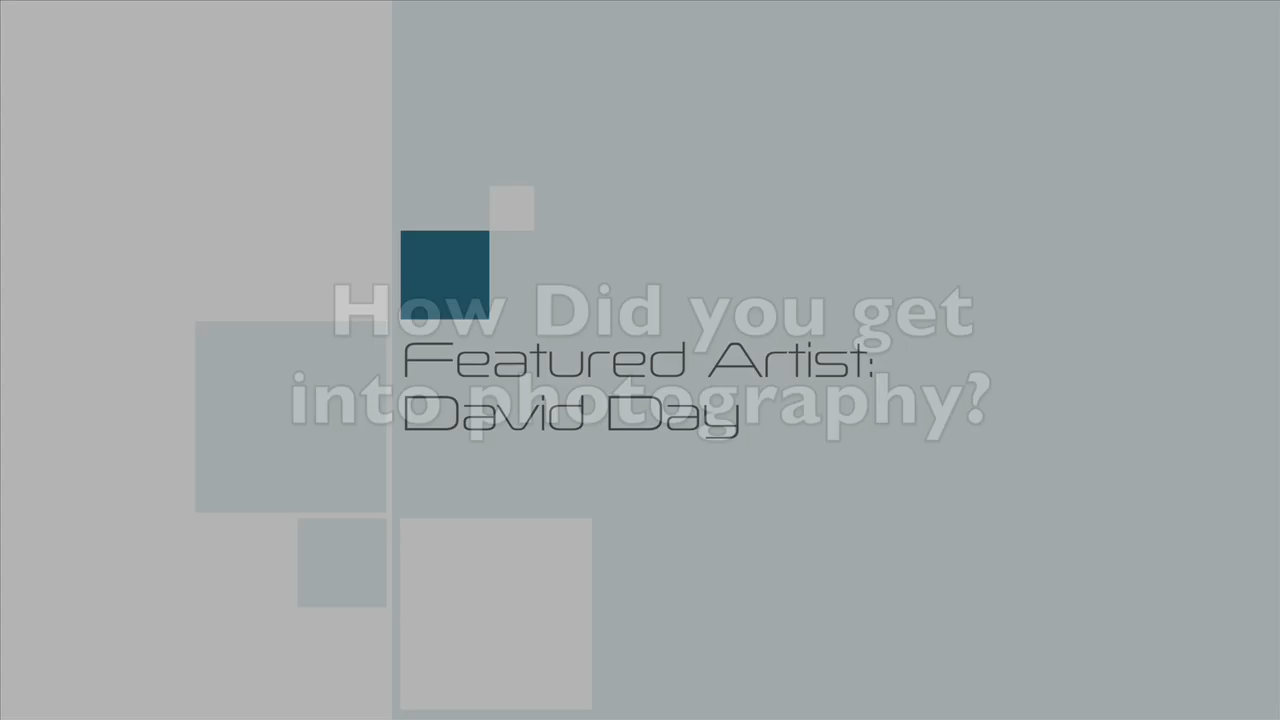 How Did you get
into photography?
Featured Artist:
David Day